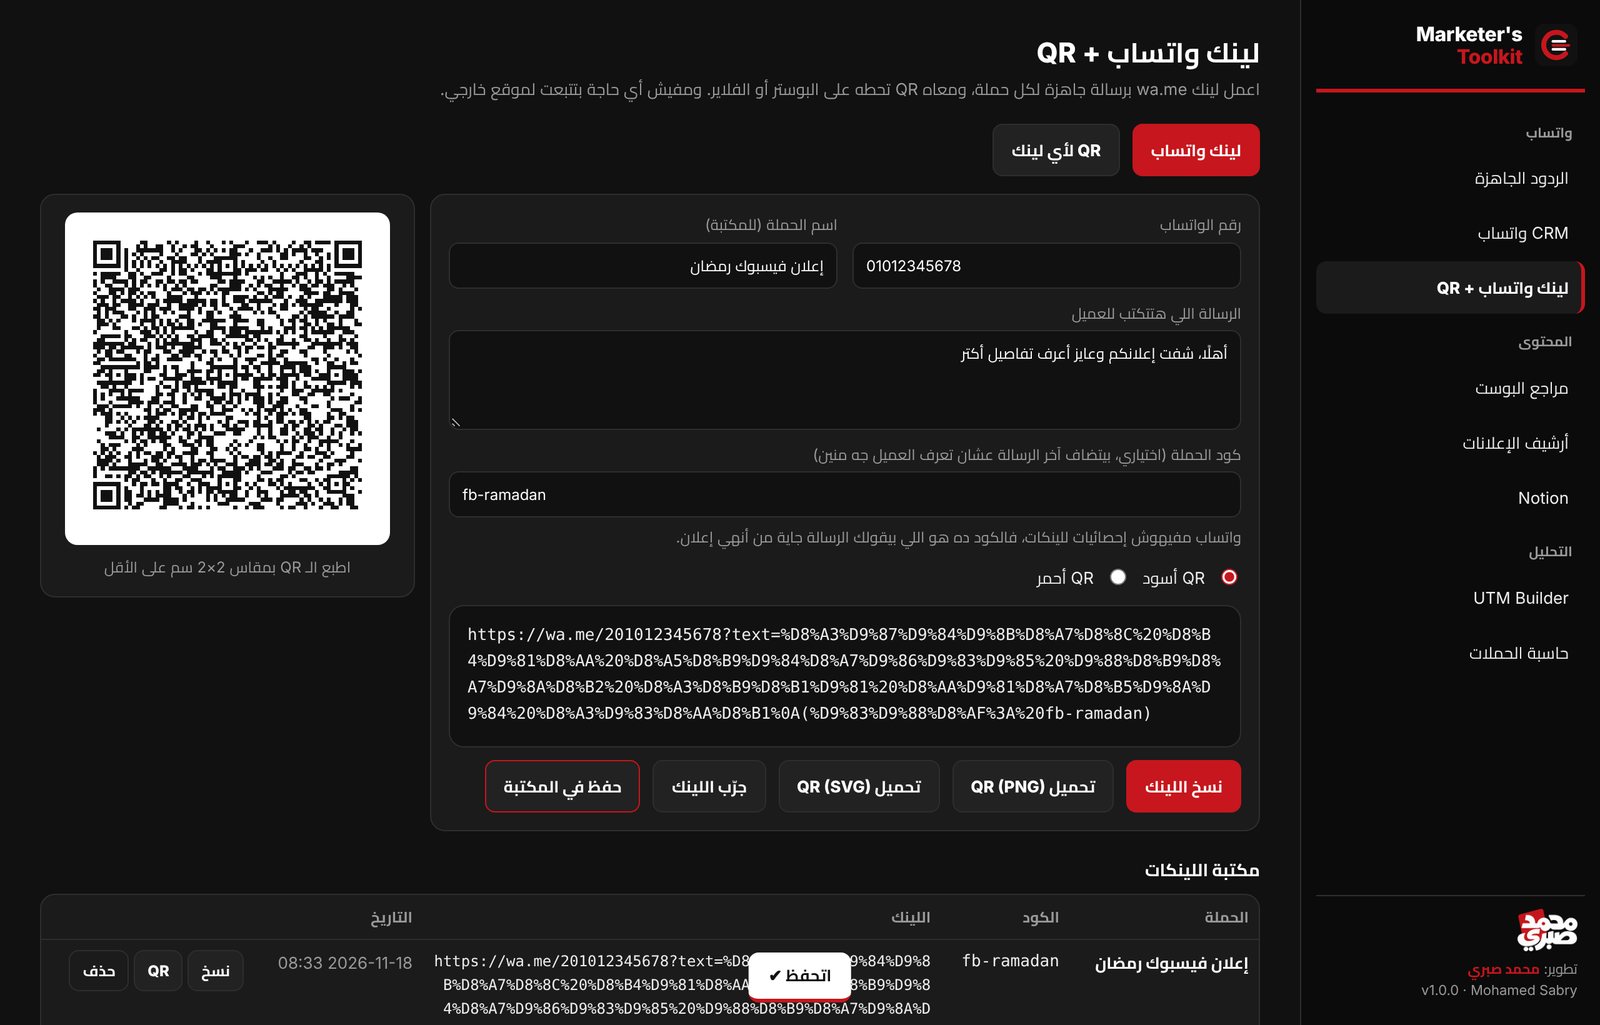 Marketer's
Toolkit
واتساب
الردود الجاهزة
CRM واتساب
لينك واتساب + QR
المحتوى
مراجع البوست
أرشيف الإعلانات
Notion
التحليل
UTM Builder
حاسبة الحملات
محمد صبري
تطوير: محمد صبري
v1.0.0 · Mohamed Sabry
لينك واتساب + QR
اعمل لينك wa.me برسالة جاهزة لكل حملة، ومعاه QR تحطه على البوستر أو الفلاير. ومفيش أي حاجة بتتبعت لموقع خارجي.
لينك واتساب
QR لأي لينك
رقم الواتساب
01012345678
اسم الحملة (للمكتبة)
إعلان فيسبوك رمضان
الرسالة اللي هتتكتب للعميل
أهلًا، شفت إعلانكم وعايز أعرف تفاصيل أكتر
كود الحملة (اختياري، بيتضاف آخر الرسالة عشان تعرف العميل جه منين)
fb-ramadan
واتساب مفيهوش إحصائيات للينكات، فالكود ده هو اللي بيقولك الرسالة جاية من أنهي إعلان.
QR أسود
QR أحمر
https://wa.me/201012345678?text=%D8%A3%D9%87%D9%84%D9%8B%D8%A7%D8%8C%20%D8%B
4%D9%81%D8%AA%20%D8%A5%D8%B9%D9%84%D8%A7%D9%86%D9%83%D9%85%20%D9%88%D8%B9%D8%
A7%D9%8A%D8%B2%20%D8%A3%D8%B9%D8%B1%D9%81%20%D8%AA%D9%81%D8%A7%D8%B5%D9%8A%D
9%84%20%D8%A3%D9%83%D8%AA%D8%B1%0A(%D9%83%D9%88%D8%AF%3A%20fb-ramadan)
نسخ اللينك
تحميل QR (PNG)
تحميل QR (SVG)
جرّب اللينك
حفظ في المكتبة
اطبع الـ QR بمقاس 2×2 سم على الأقل
مكتبة اللينكات
الحملة
الكود
اللينك
التاريخ
إعلان فيسبوك رمضان
fb-ramadan
https://wa.me/201012345678?text=%D8 %84%D9%8
B%D8%A7%D8%8C%20%D8%B4%D9%81%D8%AA 8%B9%D9%8
4%D8%A7%D9%86%D9%83%D9%85%20%D9%88%D8%B9%D8%A7%D9%8A%D
2026-11-18 08:33
نسخ
QR
حذف
اتحفظ ✔